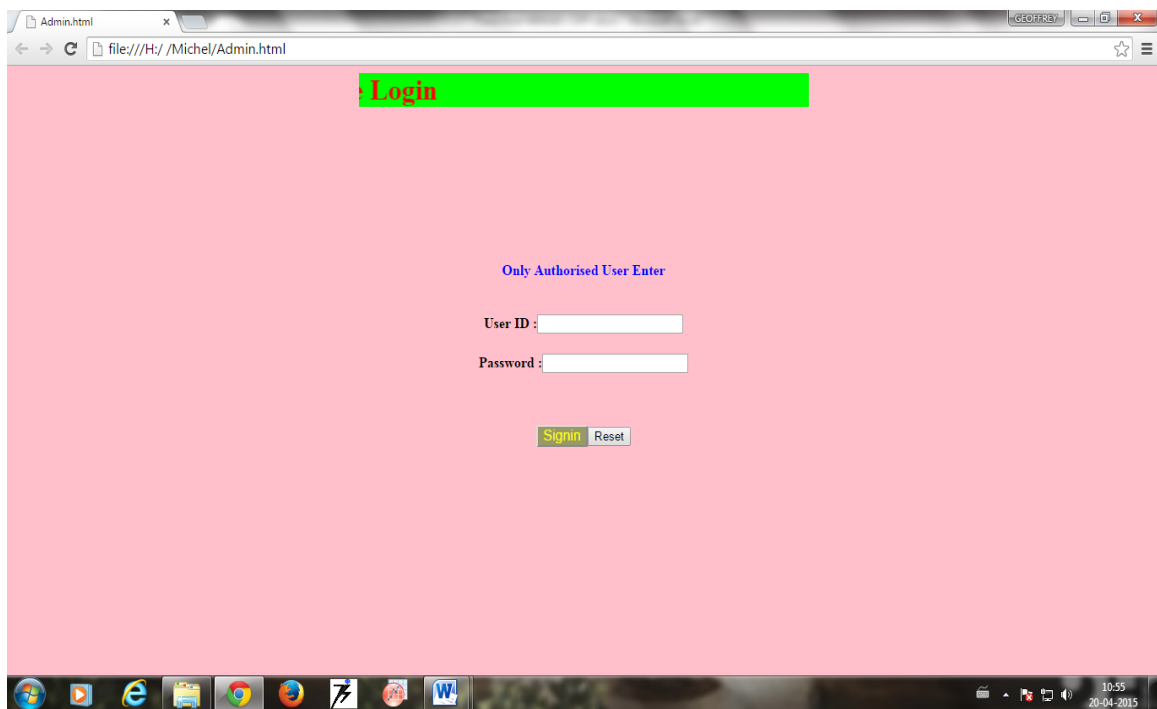 Admin.html
GEOFFREY
file:///H:/ /Michel/Admin.html
e Login
Only Authorised User Enter
User ID :
Password :
Signin Reset
10:55
20-04-2015